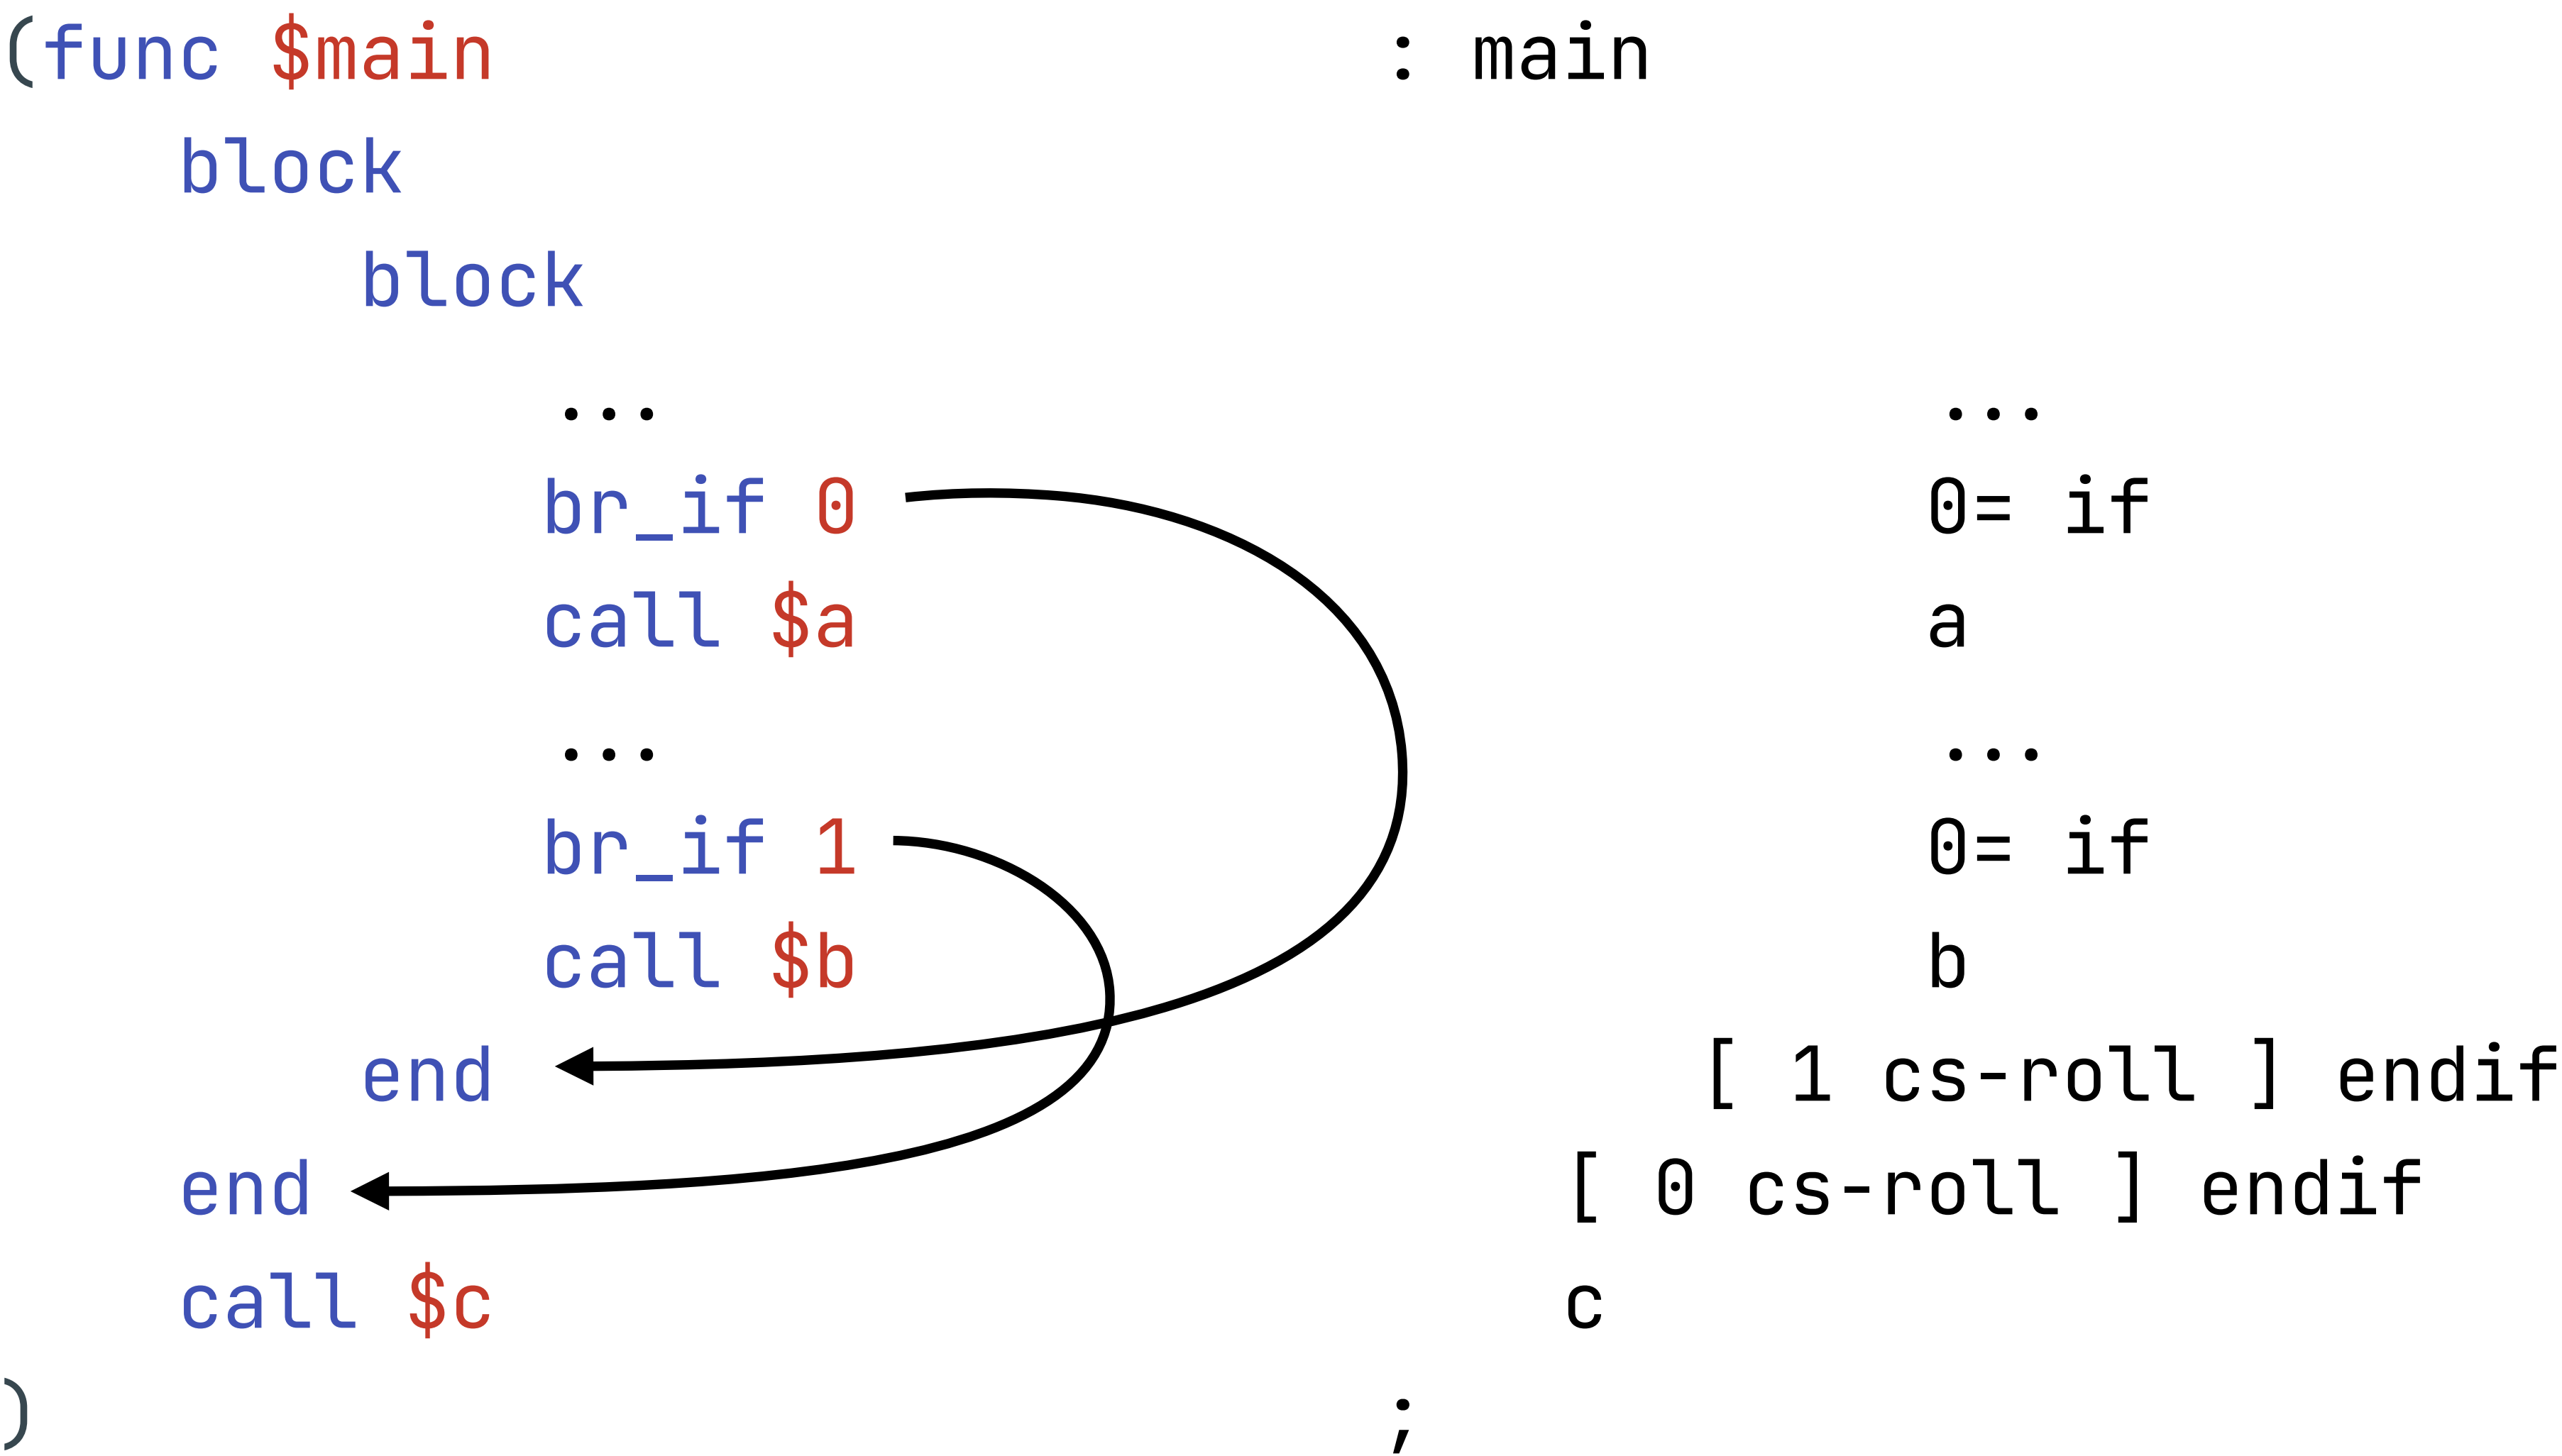 (func $main
block
block
...
br_if 0
call $a
...
br_if 1
call $b
end
end
call $c
)
: main
...
0= if
a
...
0= if
b
[ 1 cs-roll ] endif
[ 0 cs-roll ] endif
c
;